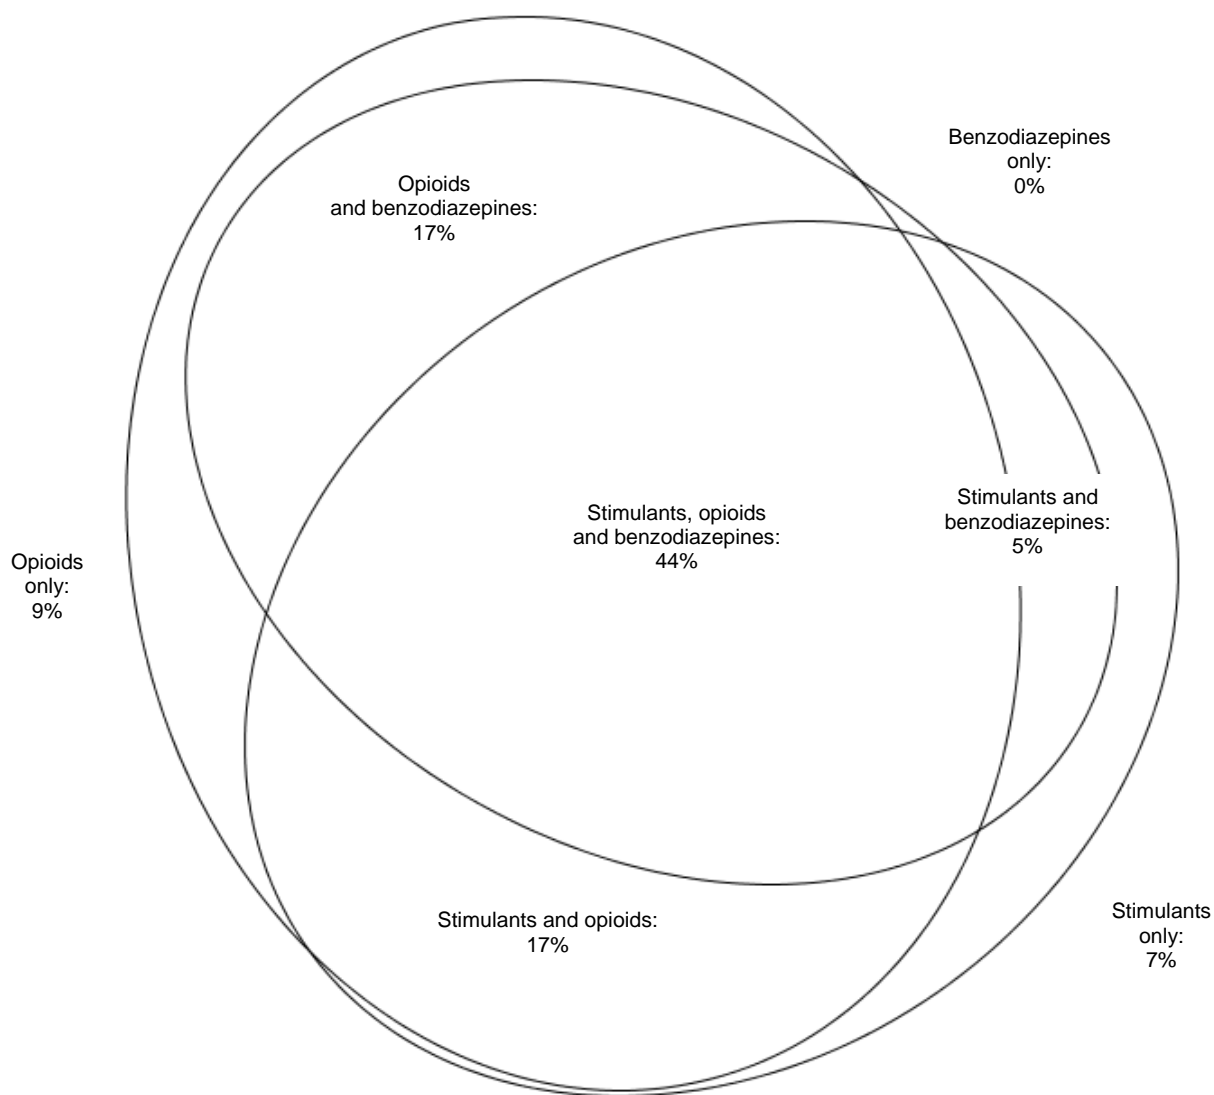 Benzodiazepines
only:
0%
Opioids
and benzodiazepines:
17%
Stimulants, opioids
and benzodiazepines:
44%
Stimulants and
benzodiazepines:
5%
Opioids
only:
9%
Stimulants and opioids:
17%
Stimulants
only:
7%